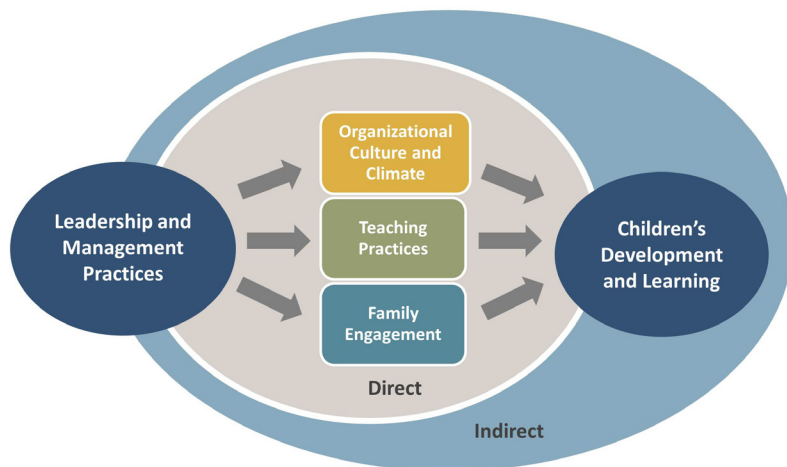 Organizational
Culture and
Climate
Leadership and
Management
Practices
Teaching
Practices
Children's
Development
and Learning
Family
Engagement
Direct
Indirect